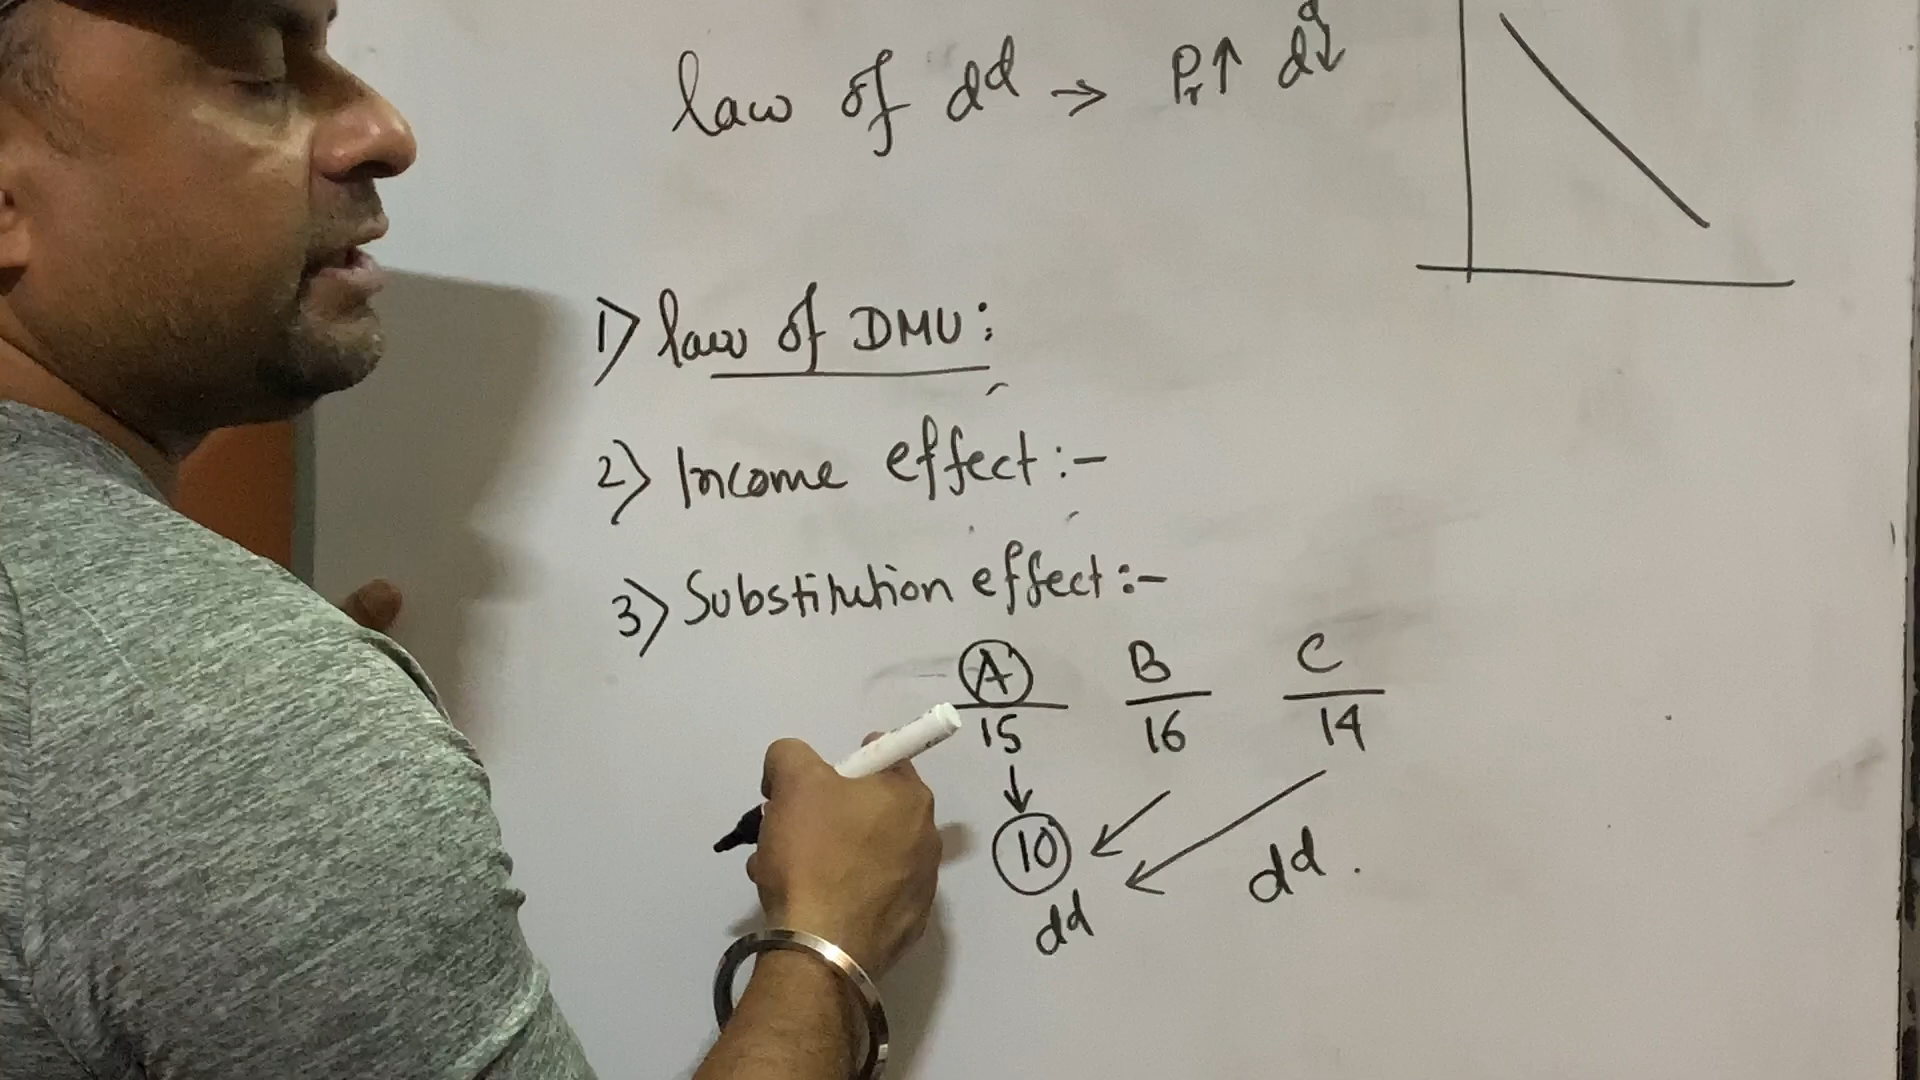 law of dd → Pr↑ dd↓
1) law of DMU:
2) Income effect:-
3) Substitution effect:-
A B C
15 16 14
↓
10
dd dd.